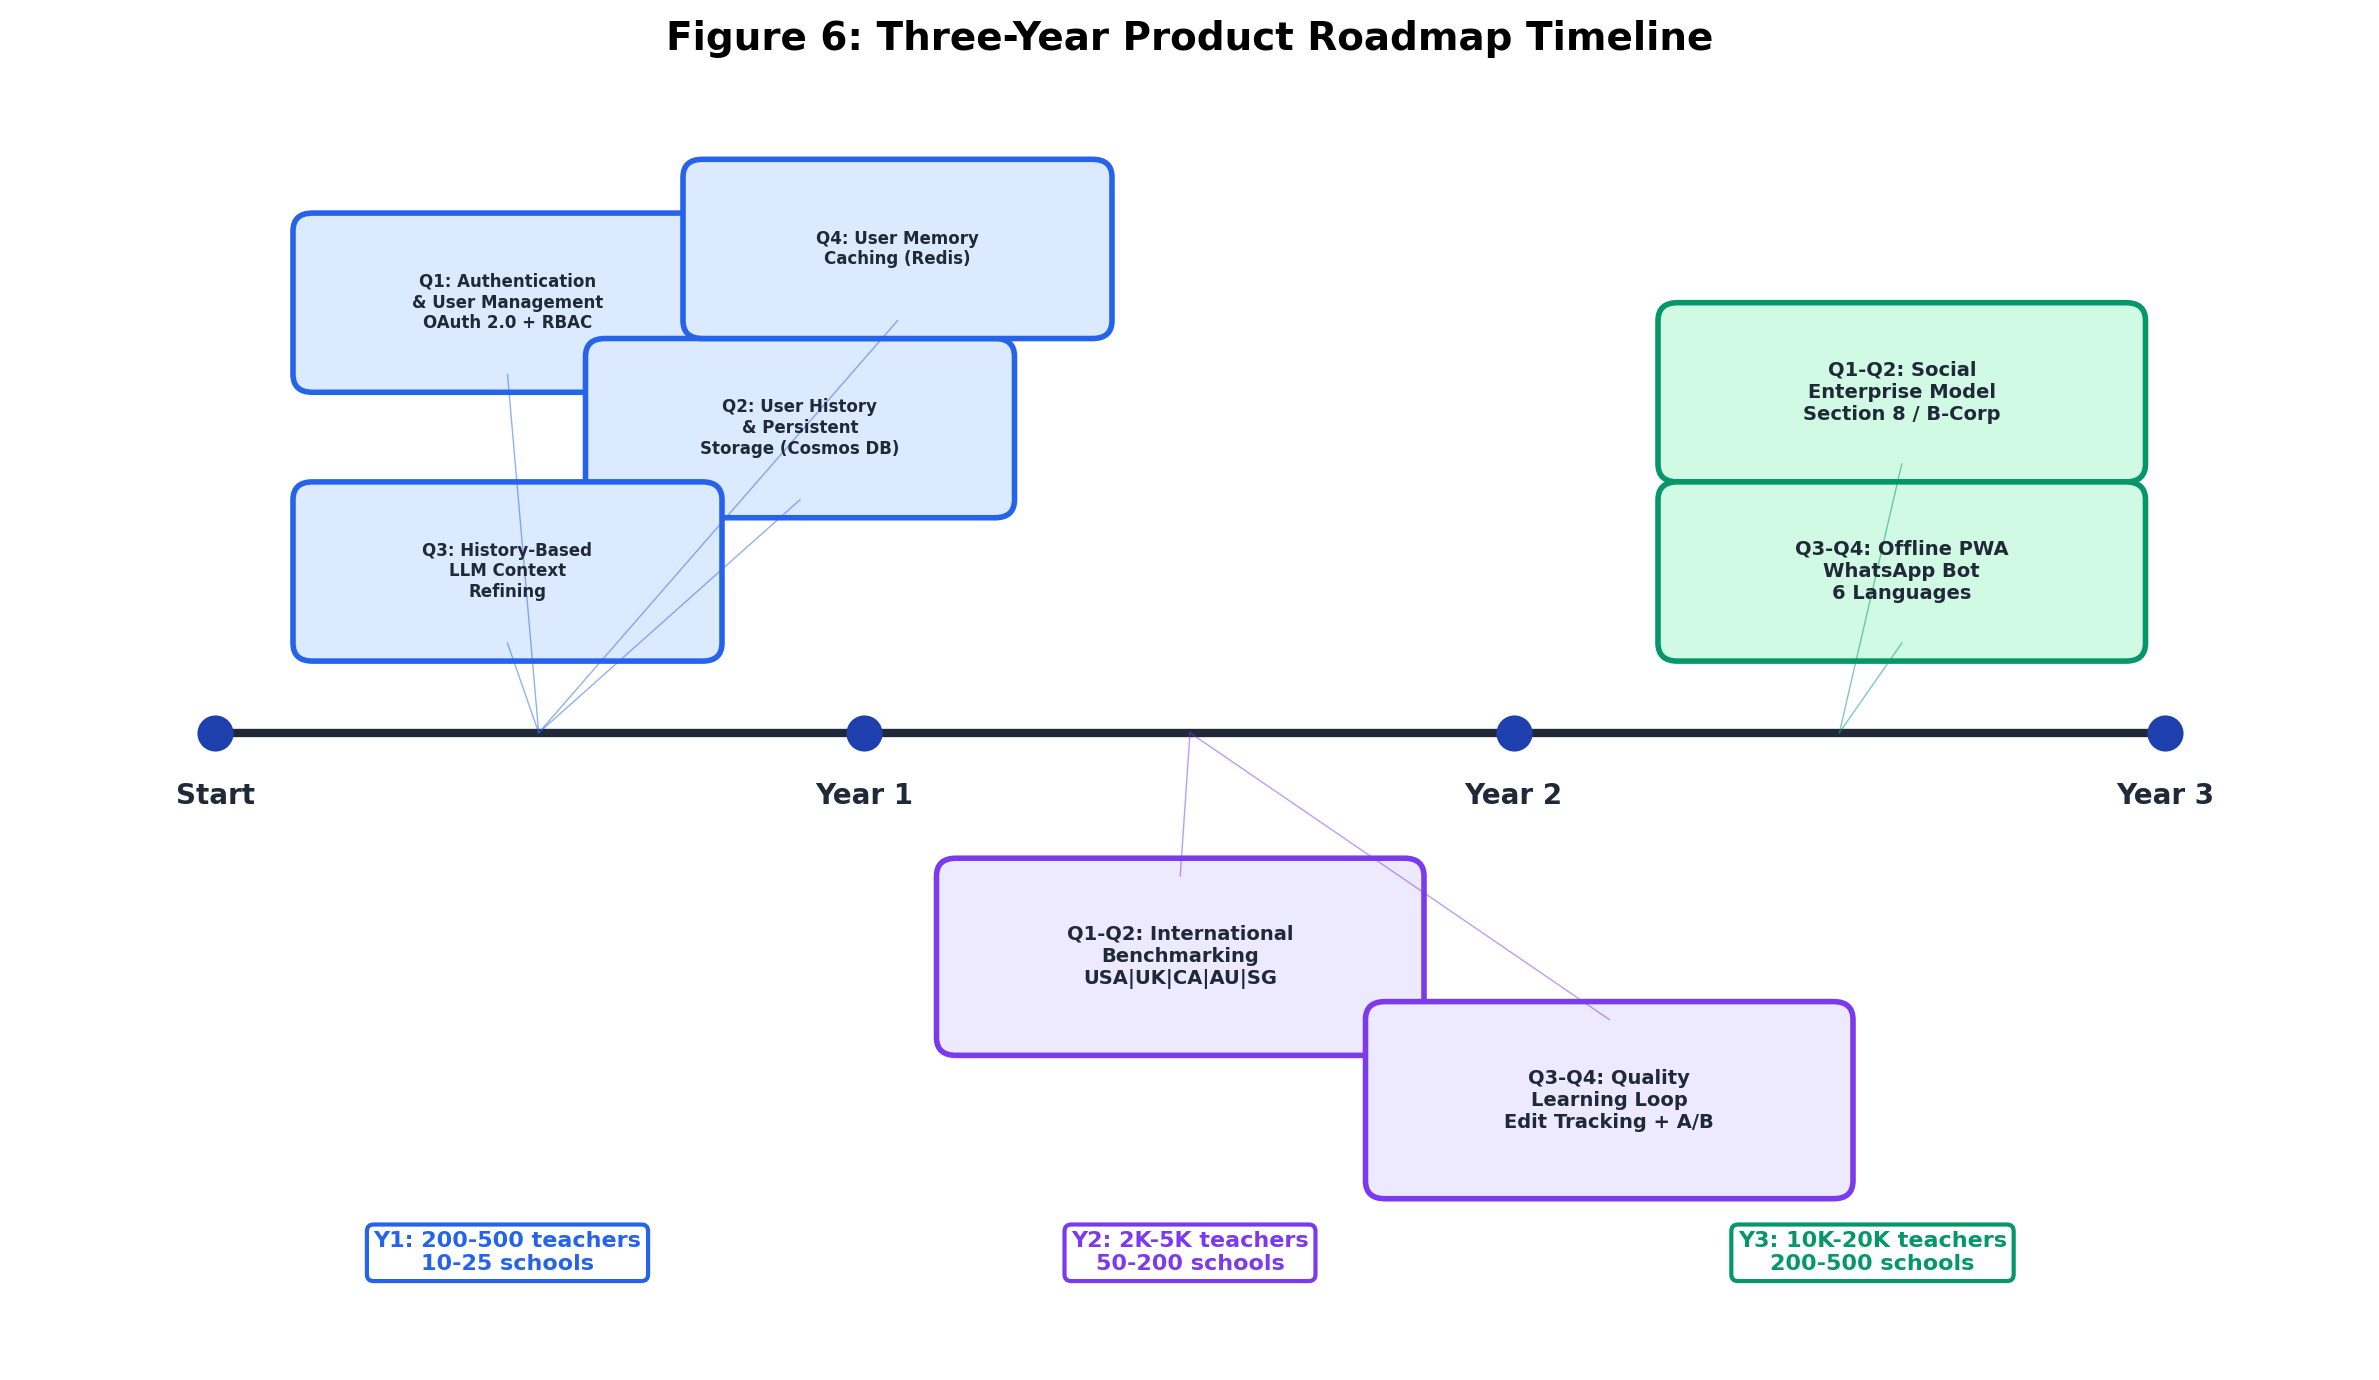 Figure 6: Three-Year Product Roadmap Timeline
Q4: User Memory
Caching (Redis)
Q1: Authentication
& User Management
OAuth 2.0 + RBAC
Q2: User History
& Persistent
Storage (Cosmos DB)
Q3: History-Based
LLM Context
Refining
Q1-Q2: Social
Enterprise Model
Section 8 / B-Corp
Q3-Q4: Offline PWA
WhatsApp Bot
6 Languages
Start
Year 1
Year 2
Year 3
Q1-Q2: International
Benchmarking
USA|UK|CA|AU|SG
Q3-Q4: Quality
Learning Loop
Edit Tracking + A/B
Y1: 200-500 teachers
10-25 schools
Y2: 2K-5K teachers
50-200 schools
Y3: 10K-20K teachers
200-500 schools